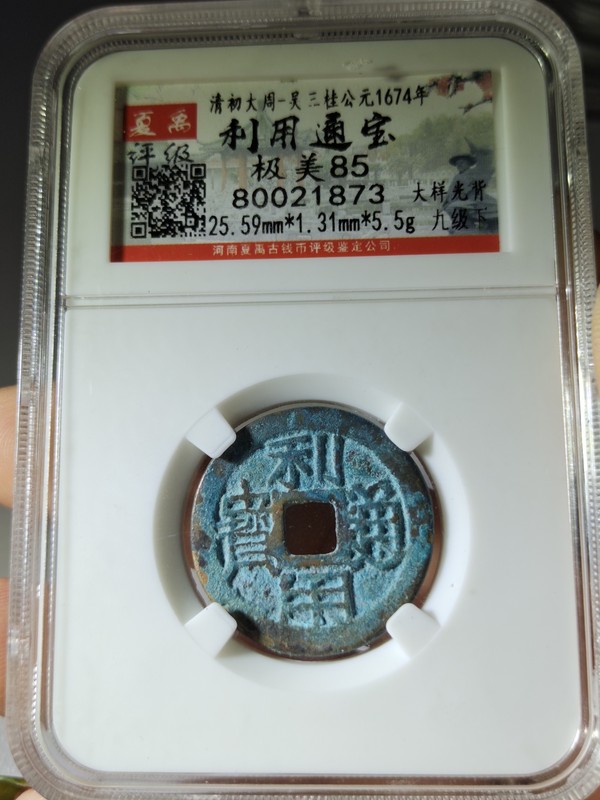 清初大周-吴三桂公元1674年
夏禹
评级
利用通宝
极美85
80021873
大样光背
25.59mm*1.31mm*5.5g 九级下
河南夏禹古钱币评级鉴定公司
利用通寳